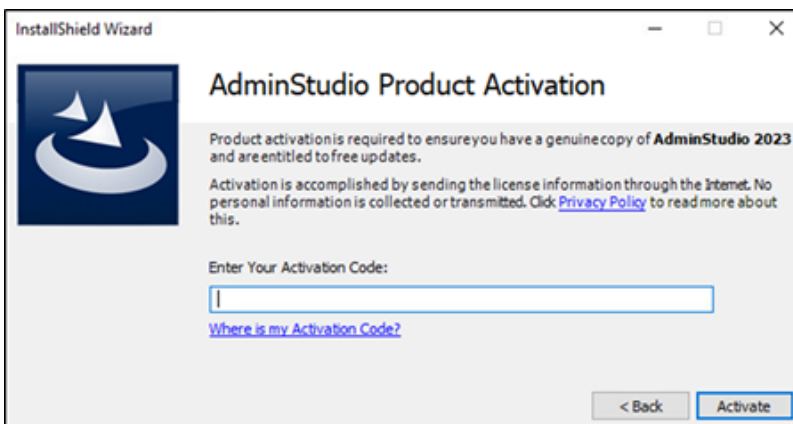 InstallShield Wizard
AdminStudio Product Activation
Product activation is required to ensure you have a genuine copy of AdminStudio 2023
and are entitled to free updates.
Activation is accomplished by sending the license information through the Internet. No
personal information is collected or transmitted. Click Privacy Policy to read more about
this.
Enter Your Activation Code:
Where is my Activation Code?
< Back
Activate